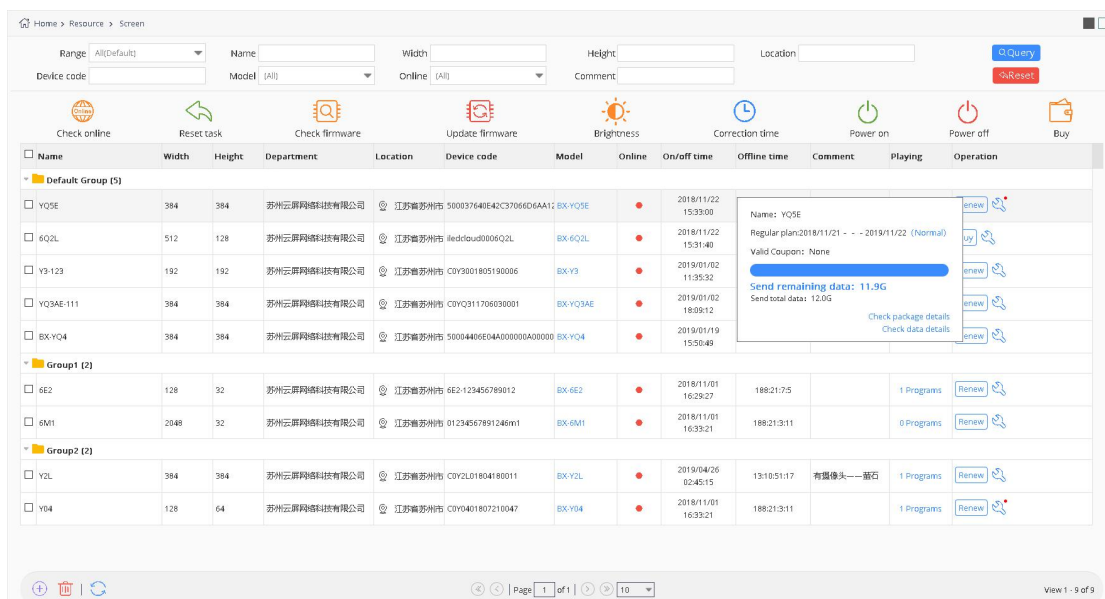 Home > Resource > Screen
Range All(Default) Name Width Height Location Query
Device code Model (All) Online (All) Comment Reset
Online
Check online Reset task Check firmware Update firmware Brightness Correction time Power on Power off Buy
Name Width Height Department Location Device code Model Online On/off time Offline time Comment Playing Operation
Default Group (5)
YQ5E 384 384 苏州云屏网络科技有限公司 江苏省苏州市 500037640E42C37066D6AA12 BX-YQ5E 2018/11/22 15:33:00 enew
6Q2L 512 128 苏州云屏网络科技有限公司 江苏省苏州市 iledcloud0006Q2L BX-6Q2L 2018/11/22 15:31:40 uy
Y3-123 192 192 苏州云屏网络科技有限公司 江苏省苏州市 C0Y3001805190006 BX-Y3 2019/01/02 11:35:32 enew
YQ3AE-111 384 384 苏州云屏网络科技有限公司 江苏省苏州市 C0YQ311706030001 BX-YQ3AE 2019/01/02 18:09:12 enew
BX-YQ4 384 384 苏州云屏网络科技有限公司 江苏省苏州市 50004406E04A000000A00000 BX-YQ4 2019/01/19 15:50:49 enew
Name: YQ5E
Regular plan:2018/11/21 - - - 2019/11/22 (Normal)
Valid Coupon: None
Send remaining data: 11.9G
Send total data: 12.0G
Check package details
Check data details
Group1 (2)
6E2 128 32 苏州云屏网络科技有限公司 江苏省苏州市 6E2-123456789012 BX-6E2 2018/11/01 16:29:27 188:21:7:5 1 Programs Renew
6M1 2048 32 苏州云屏网络科技有限公司 江苏省苏州市 01234567891246m1 BX-6M1 2018/11/01 16:33:21 188:21:3:11 0 Programs Renew
Group2 (2)
Y2L 384 384 苏州云屏网络科技有限公司 江苏省苏州市 C0Y2L01804180011 BX-Y2L 2019/04/26 02:45:15 13:10:51:17 有摄像头——萤石 1 Programs Renew
Y04 128 64 苏州云屏网络科技有限公司 江苏省苏州市 C0Y0401807210047 BX-Y04 2018/11/01 16:33:21 188:21:3:11 1 Programs Renew
Page 1 of 1 10 View 1 - 9 of 9